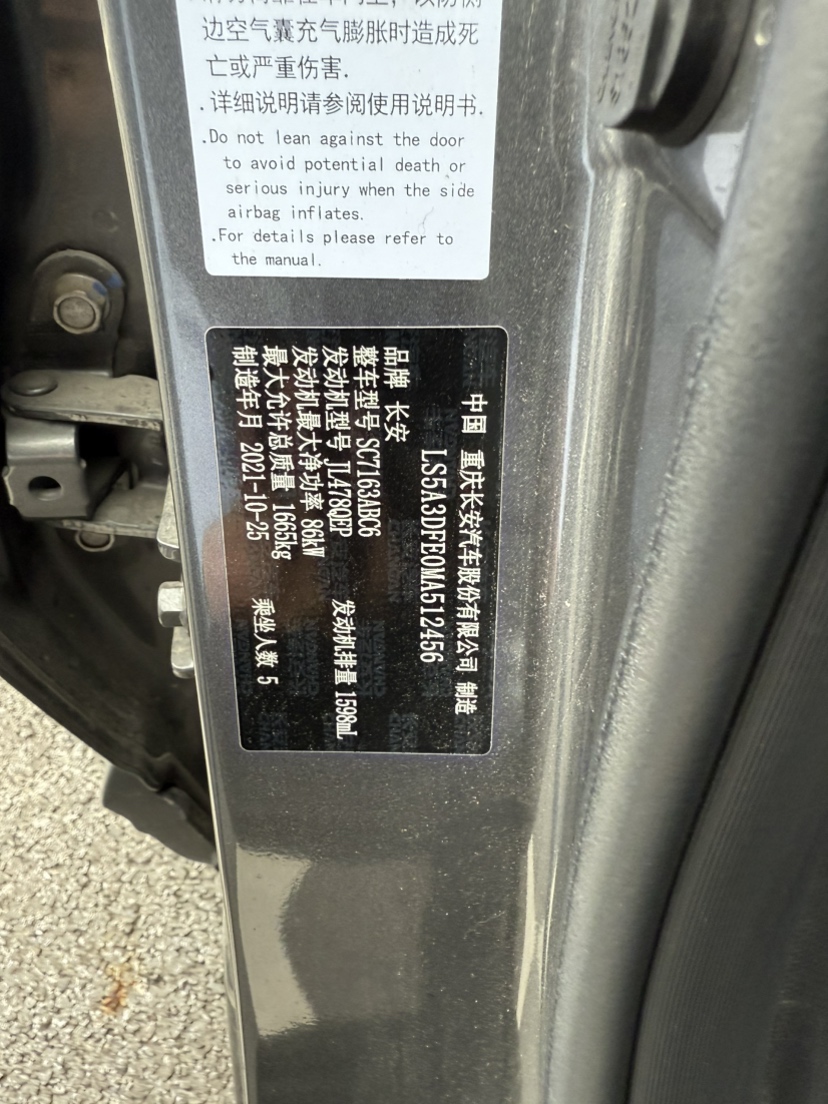 边空气囊充气膨胀时造成死
亡或严重伤害.
.详细说明请参阅使用说明书.
.Do not lean against the door
to avoid potential death or
serious injury when the side
airbag inflates.
.For details please refer to
the manual.
中国 重庆长安汽车股份有限公司 制造
LS5A3DFE0MA512456
品牌 长安
整车型号 SC7163ABC6
发动机型号 JL478QEP 发动机排量 1598mL
发动机最大净功率 86kW
最大允许总质量 1665kg
制造年月 2021-10-25 乘坐人数 5